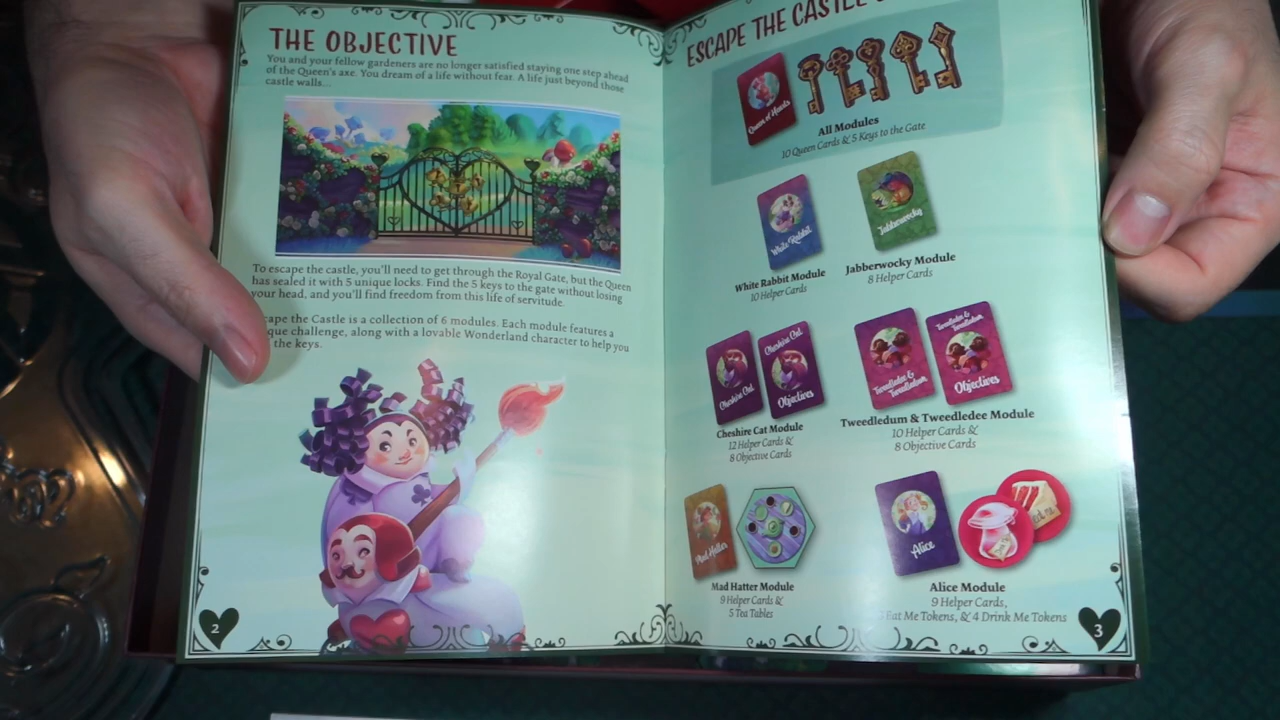 THE OBJECTIVE
You and your fellow gardeners are no longer satisfied staying one step ahead
of the Queen's axe. You dream of a life without fear. A life just beyond those
castle walls...
To escape the castle, you'll need to get through the Royal Gate, but the Queen
has sealed it with 5 unique locks. Find the 5 keys to the gate without losing
your head, and you'll find freedom from this life of servitude.
cape the Castle is a collection of 6 modules. Each module features a
que challenge, along with a lovable Wonderland character to help you
the keys.
2
ESCAPE THE CASTLE
Queen of Hearts
All Modules
10 Queen Cards & 5 Keys to the Gate
White Rabbit
Jabberwocky
White Rabbit Module
10 Helper Cards
Jabberwocky Module
8 Helper Cards
Cheshire Cat
Cheshire Cat
Objectives
Tweedledee &
Tweedledum
Tweedledee &
Tweedledum
Objectives
Cheshire Cat Module
12 Helper Cards &
8 Objective Cards
Tweedledum & Tweedledee Module
10 Helper Cards &
8 Objective Cards
Mad Hatter
Alice
Mad Hatter Module
9 Helper Cards &
5 Tea Tables
Alice Module
9 Helper Cards,
Eat Me Tokens, & 4 Drink Me Tokens
3